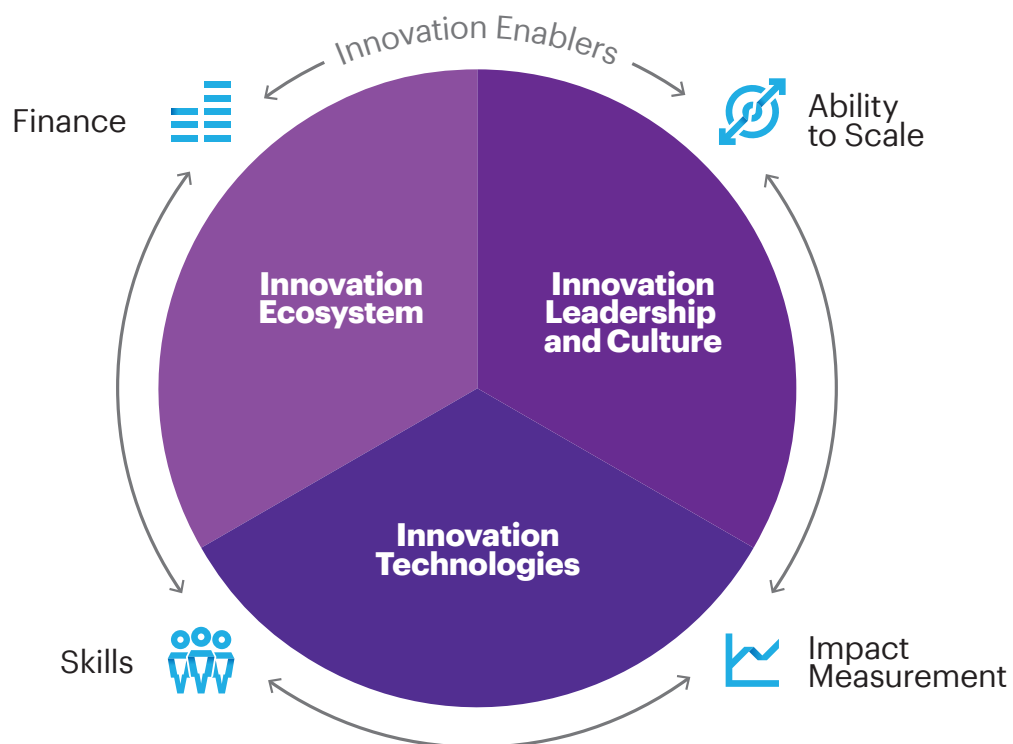 Innovation Enablers
Finance
Ability
to Scale
Innovation
Ecosystem
Innovation
Leadership
and Culture
Innovation
Technologies
Skills
Impact
Measurement